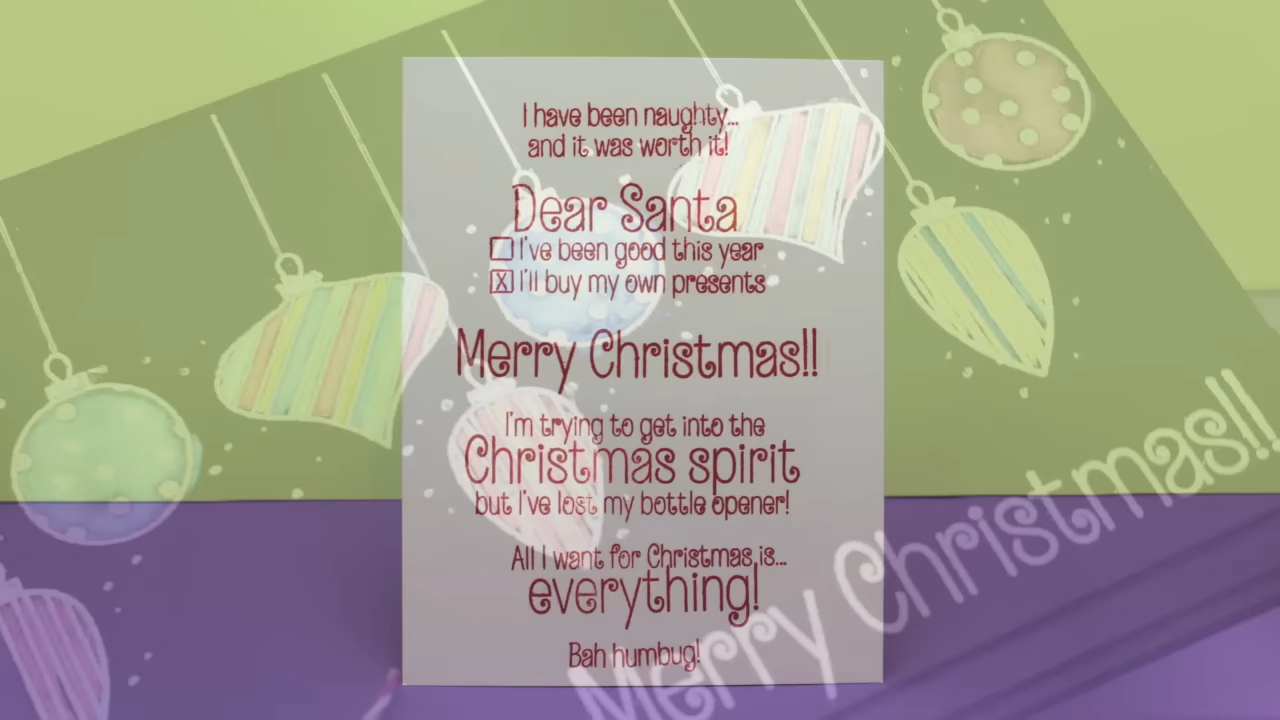 I have been naughty...
and it was worth it!
Dear Santa
I've been good this year
X I'll buy my own presents
Merry Christmas!!
I'm trying to get into the
Christmas spirit
but I've lost my bottle opener!
All I want for Christmas is...
everything!
Bah humbug!
Merry Christmas!!